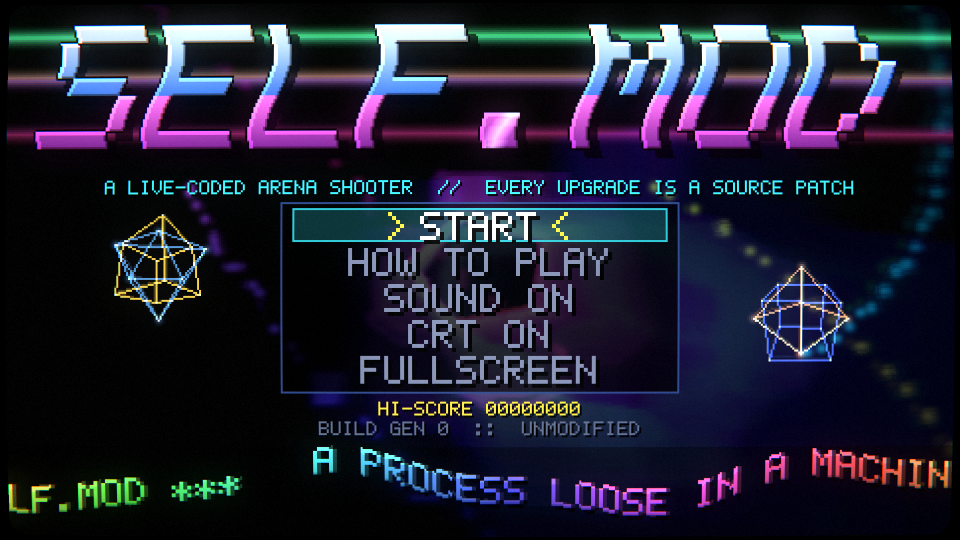 SELF.MOD
A LIVE-CODED ARENA SHOOTER // EVERY UPGRADE IS A SOURCE PATCH
> START <
HOW TO PLAY
SOUND ON
CRT ON
FULLSCREEN
HI-SCORE 00000000
BUILD GEN 0 :: UNMODIFIED
LF.MOD *** A PROCESS LOOSE IN A MACHIN